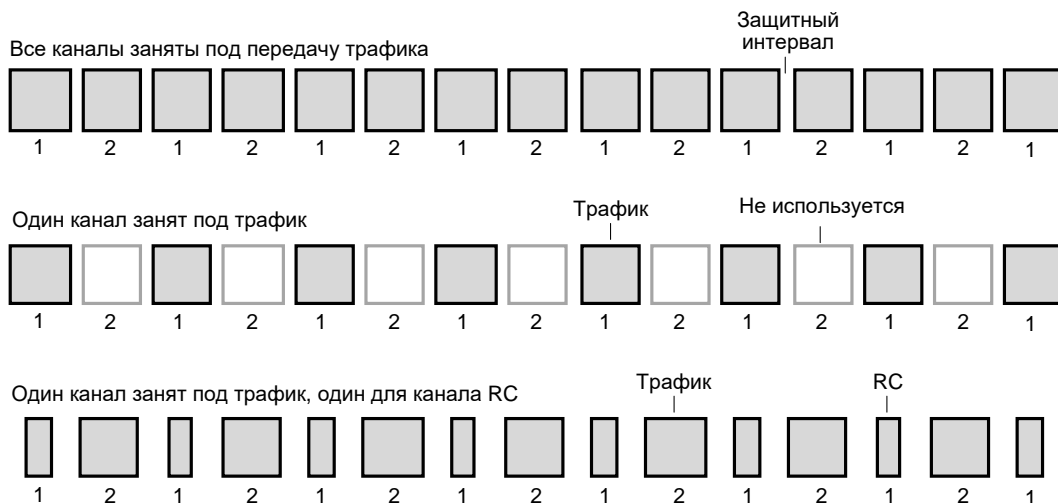 Защитный
интервал
Все каналы заняты под передачу трафика
1 2 1 2 1 2 1 2 1 2 1 2 1 2 1
Один канал занят под трафик Трафик Не используется
1 2 1 2 1 2 1 2 1 2 1 2 1 2 1
Один канал занят под трафик, один для канала RC Трафик RC
1 2 1 2 1 2 1 2 1 2 1 2 1 2 1